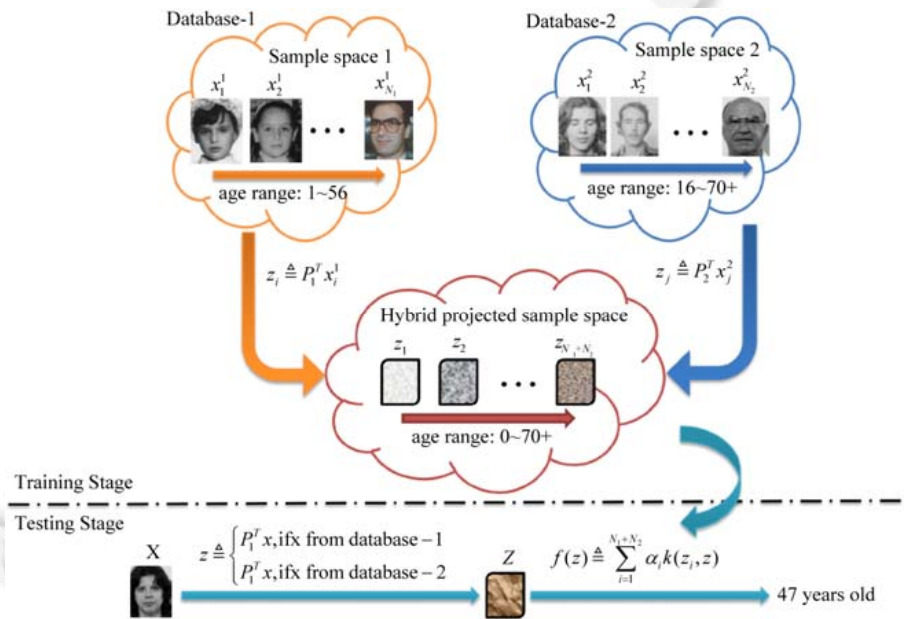 Database-1
Database-2
Sample space 1
Sample space 2
x_1^1 x_2^1 x_{N_1}^1
x_1^2 x_2^2 x_{N_2}^2
• • •
• • •
age range: 1~56
age range: 16~70+
z_i ≜ P_1^T x_i^1
z_j ≜ P_2^T x_j^2
Hybrid projected sample space
z_1 z_2 z_{N_1+N_2}
• • •
age range: 0~70+
Training Stage
Testing Stage
X
z ≜ { P_1^T x, ifx from database−1
P_1^T x, ifx from database−2
Z
f(z) ≜ ∑_{i=1}^{N_1+N_2} α_i k(z_i, z)
47 years old